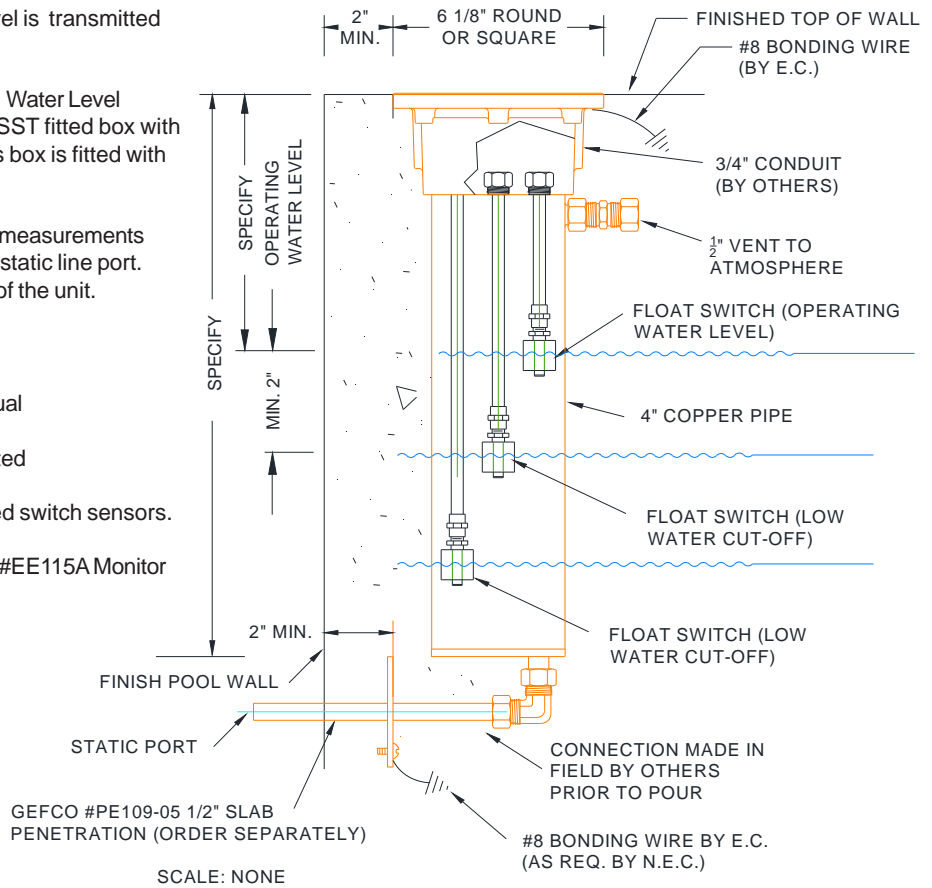 vel is transmitted
Water Level
SST fitted box with
s box is fitted with
measurements
static line port.
of the unit.
ual
ted
ed switch sensors.
#EE115A Monitor
2"
MIN.
6 1/8" ROUND
OR SQUARE
FINISHED TOP OF WALL
#8 BONDING WIRE
(BY E.C.)
3/4" CONDUIT
(BY OTHERS)
1/2" VENT TO
ATMOSPHERE
SPECIFY
OPERATING
WATER LEVEL
SPECIFY
MIN. 2"
FLOAT SWITCH (OPERATING
WATER LEVEL)
4" COPPER PIPE
FLOAT SWITCH (LOW
WATER CUT-OFF)
FLOAT SWITCH (LOW
WATER CUT-OFF)
2" MIN.
FINISH POOL WALL
STATIC PORT
CONNECTION MADE IN
FIELD BY OTHERS
PRIOR TO POUR
GEFCO #PE109-05 1/2" SLAB
PENETRATION (ORDER SEPARATELY)
#8 BONDING WIRE BY E.C.
(AS REQ. BY N.E.C.)
SCALE: NONE